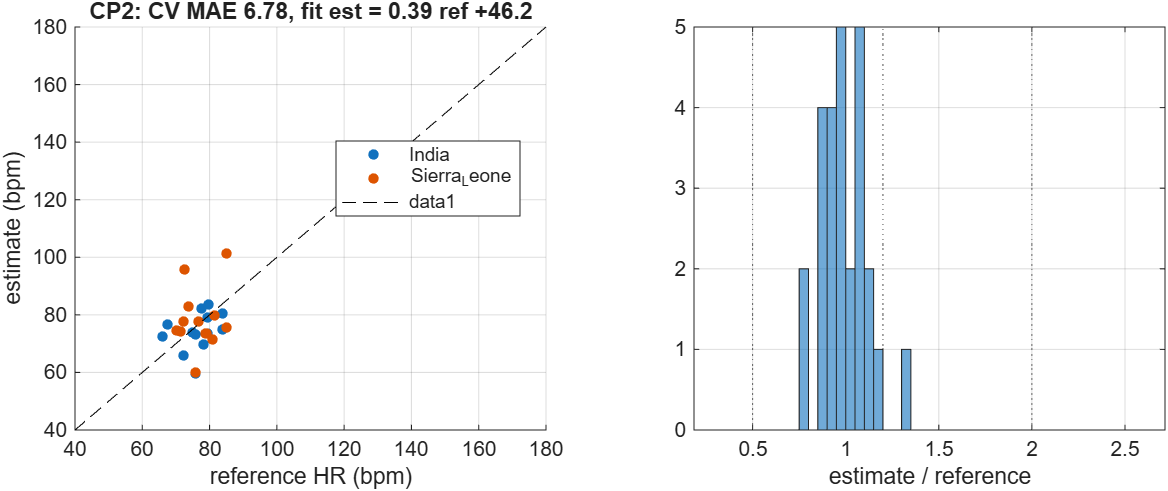 CP2: CV MAE 6.78, fit est = 0.39 ref +46.2
180
160
140
120
100
80
60
40
estimate (bpm)
India
Sierra_Leone
data1
40 60 80 100 120 140 160 180
reference HR (bpm)
5
4
3
2
1
0
0.5 1 1.5 2 2.5
estimate / reference